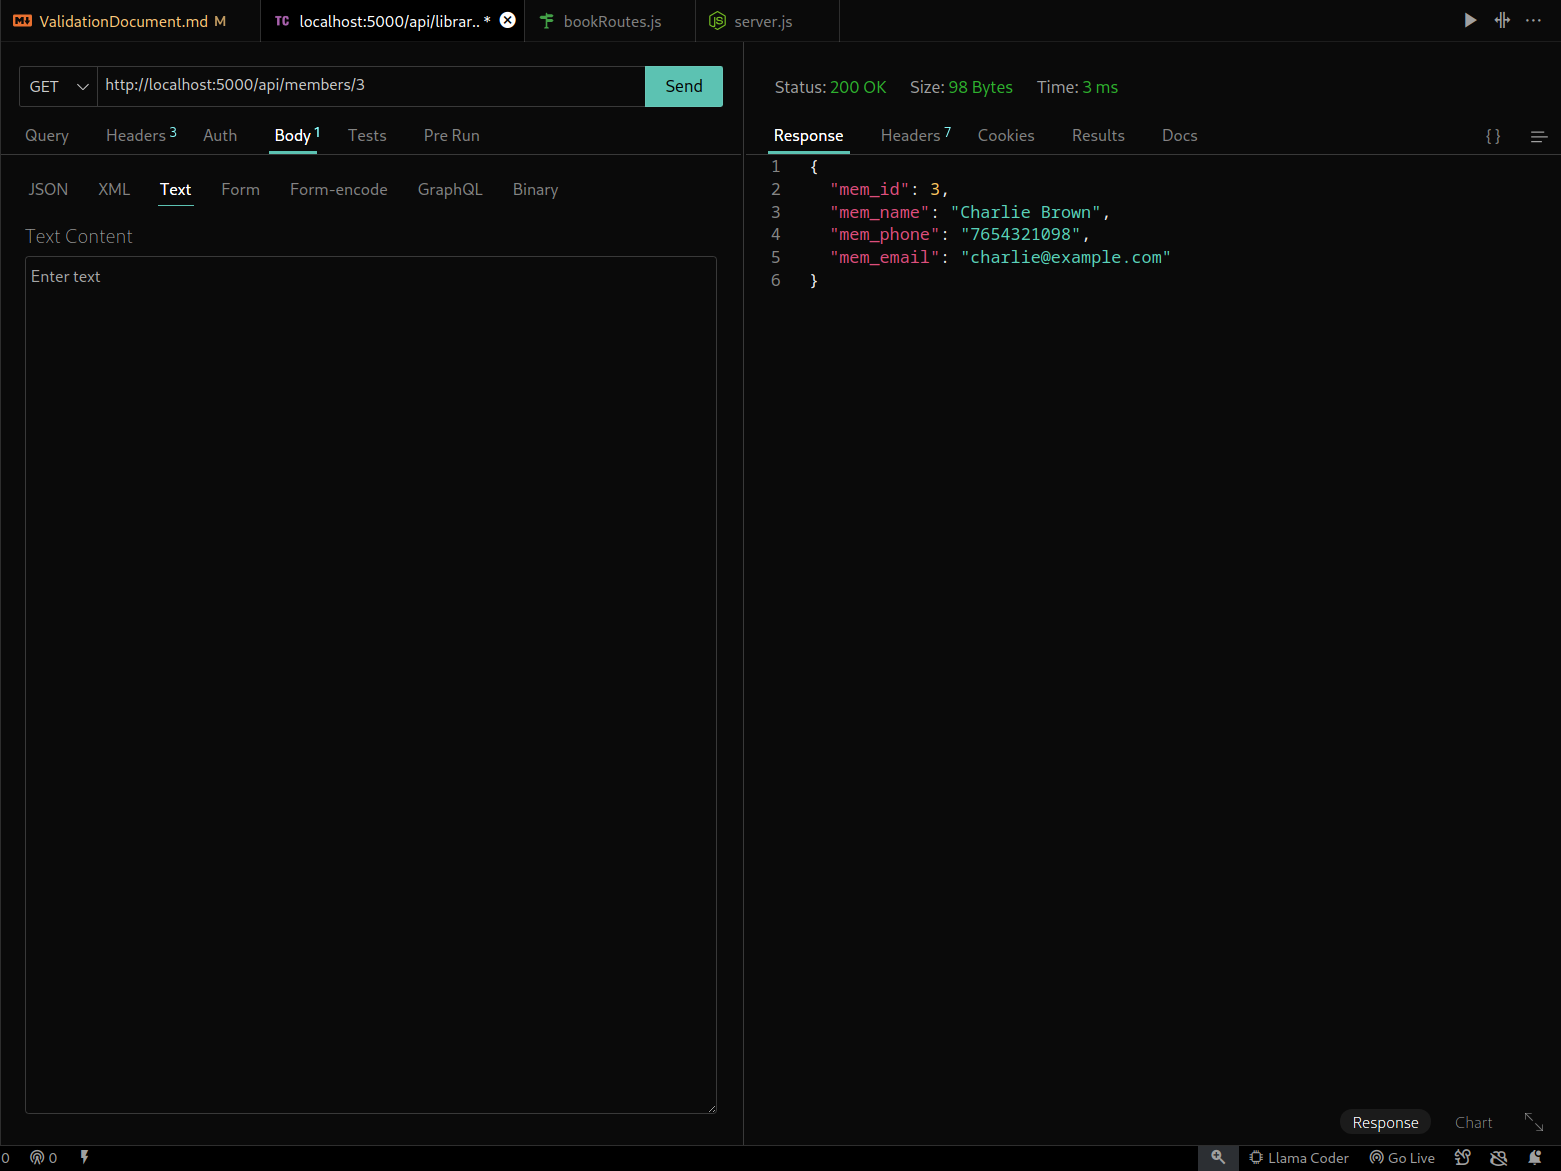 ValidationDocument.md M
TC localhost:5000/api/librar.. *
bookRoutes.js
server.js
GET http://localhost:5000/api/members/3 Send
Query Headers 3 Auth Body 1 Tests Pre Run
JSON XML Text Form Form-encode GraphQL Binary
Text Content
Enter text
Status: 200 OK Size: 98 Bytes Time: 3 ms
Response Headers 7 Cookies Results Docs { }
1 {
2 "mem_id": 3,
3 "mem_name": "Charlie Brown",
4 "mem_phone": "7654321098",
5 "mem_email": "charlie@example.com"
6 }
Response Chart
0 0 Llama Coder Go Live